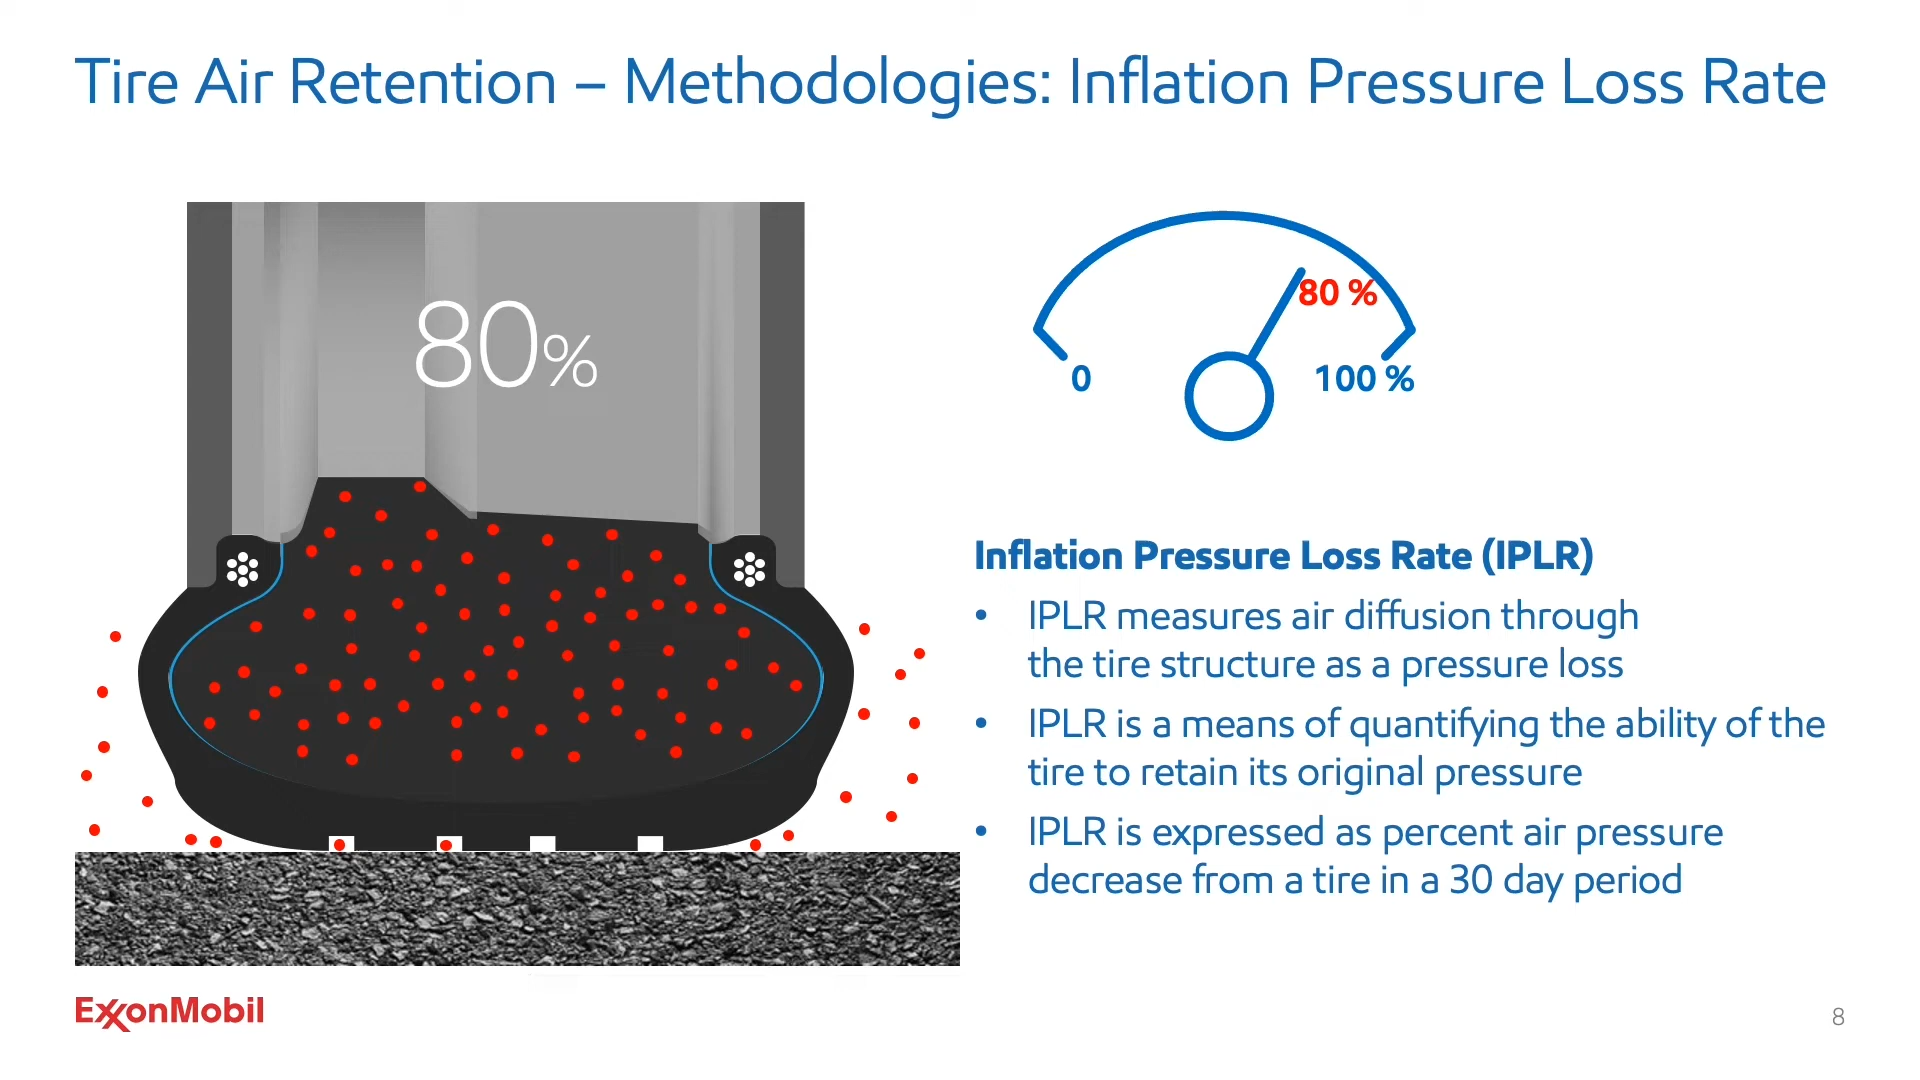 Tire Air Retention – Methodologies: Inflation Pressure Loss Rate
80%
80 %
0
100 %
Inflation Pressure Loss Rate (IPLR)
• IPLR measures air diffusion through
the tire structure as a pressure loss
• IPLR is a means of quantifying the ability of the
tire to retain its original pressure
• IPLR is expressed as percent air pressure
decrease from a tire in a 30 day period
ExxonMobil
8